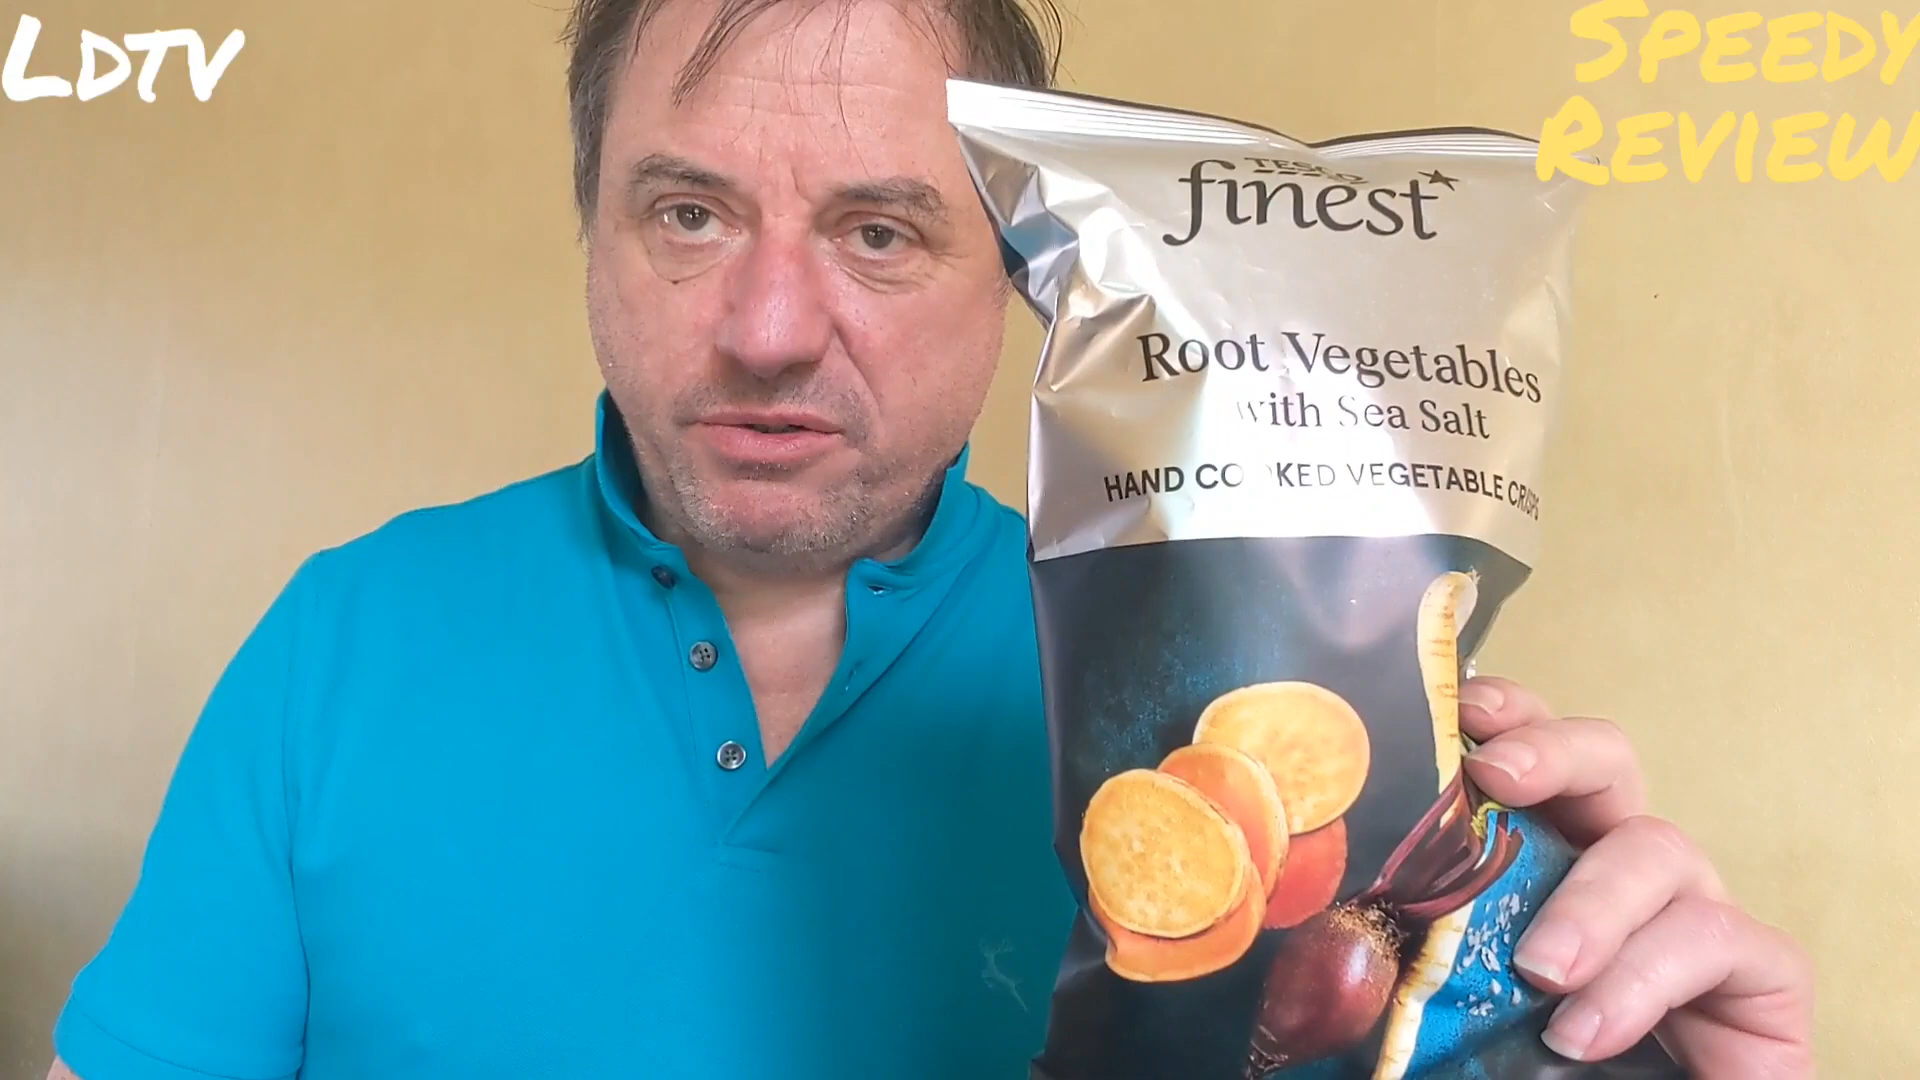 LDTV
SPEEDY
REVIEW
TESCO
finest*
Root Vegetables
with Sea Salt
HAND COOKED VEGETABLE CRISPS